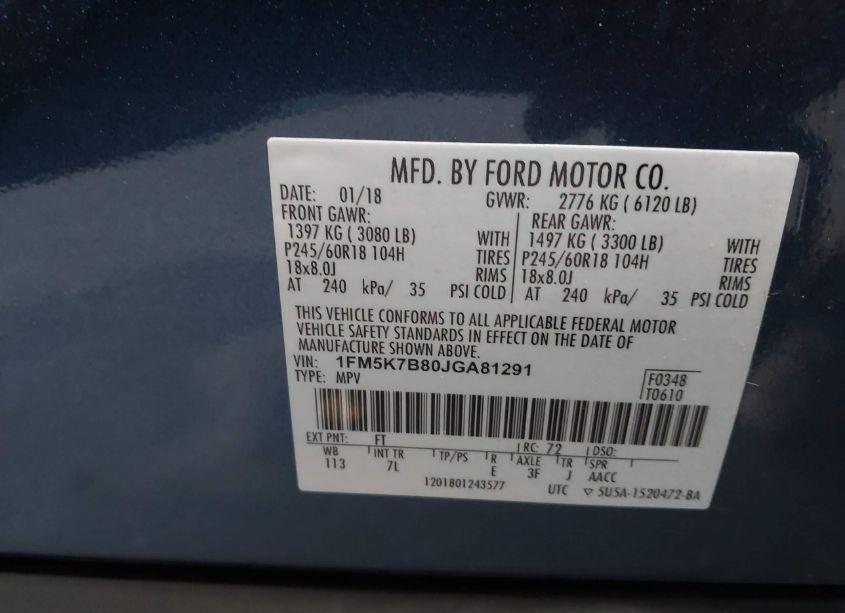 MFD. BY FORD MOTOR CO.
DATE: 01/18 GVWR: 2776 KG ( 6120 LB)
FRONT GAWR: REAR GAWR:
1397 KG ( 3080 LB) WITH 1497 KG ( 3300 LB) WITH
P245/60R18 104H TIRES P245/60R18 104H TIRES
18x8.0J RIMS 18x8.0J RIMS
AT 240 kPa/ 35 PSI COLD AT 240 kPa/ 35 PSI COLD
THIS VEHICLE CONFORMS TO ALL APPLICABLE FEDERAL MOTOR
VEHICLE SAFETY STANDARDS IN EFFECT ON THE DATE OF
MANUFACTURE SHOWN ABOVE.
VIN: 1FM5K7B80JGA81291
TYPE: MPV
F0348
T0610
EXT PNT: FT RC: 72 DSO:
WB INT TR TP/PS R AXLE TR SPR
113 7L E 3F J AACC
1201801243577 UTC ▽ 5U5A-1520472-BA